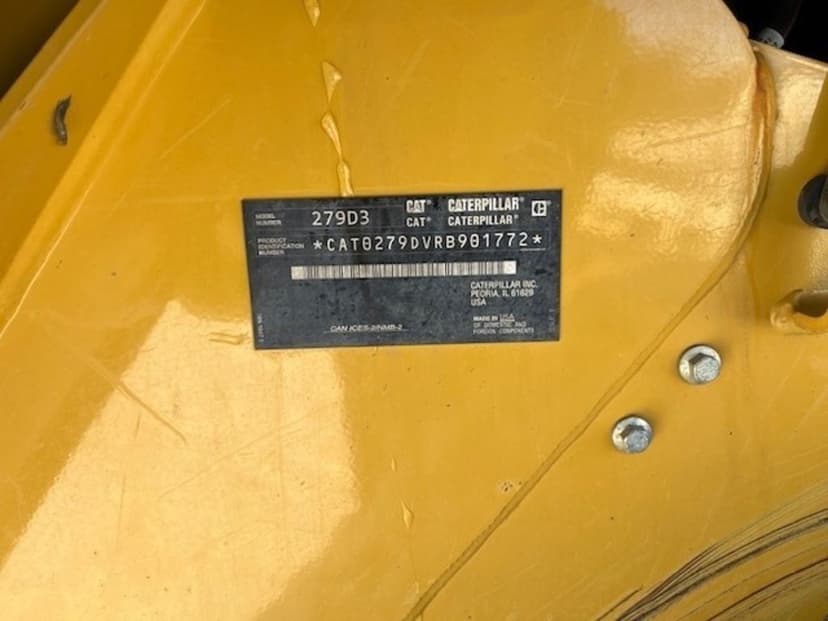 MODEL NUMBER 279D3 CAT CATERPILLAR C
CAT® CATERPILLAR®
PRODUCT IDENTIFICATION NUMBER *CAT0279DVRB901772*
CATERPILLAR INC.
PEORIA, IL 61629
USA
MADE IN USA
OF DOMESTIC AND
FOREIGN COMPONENTS
CAN ICES-2/NMB-2